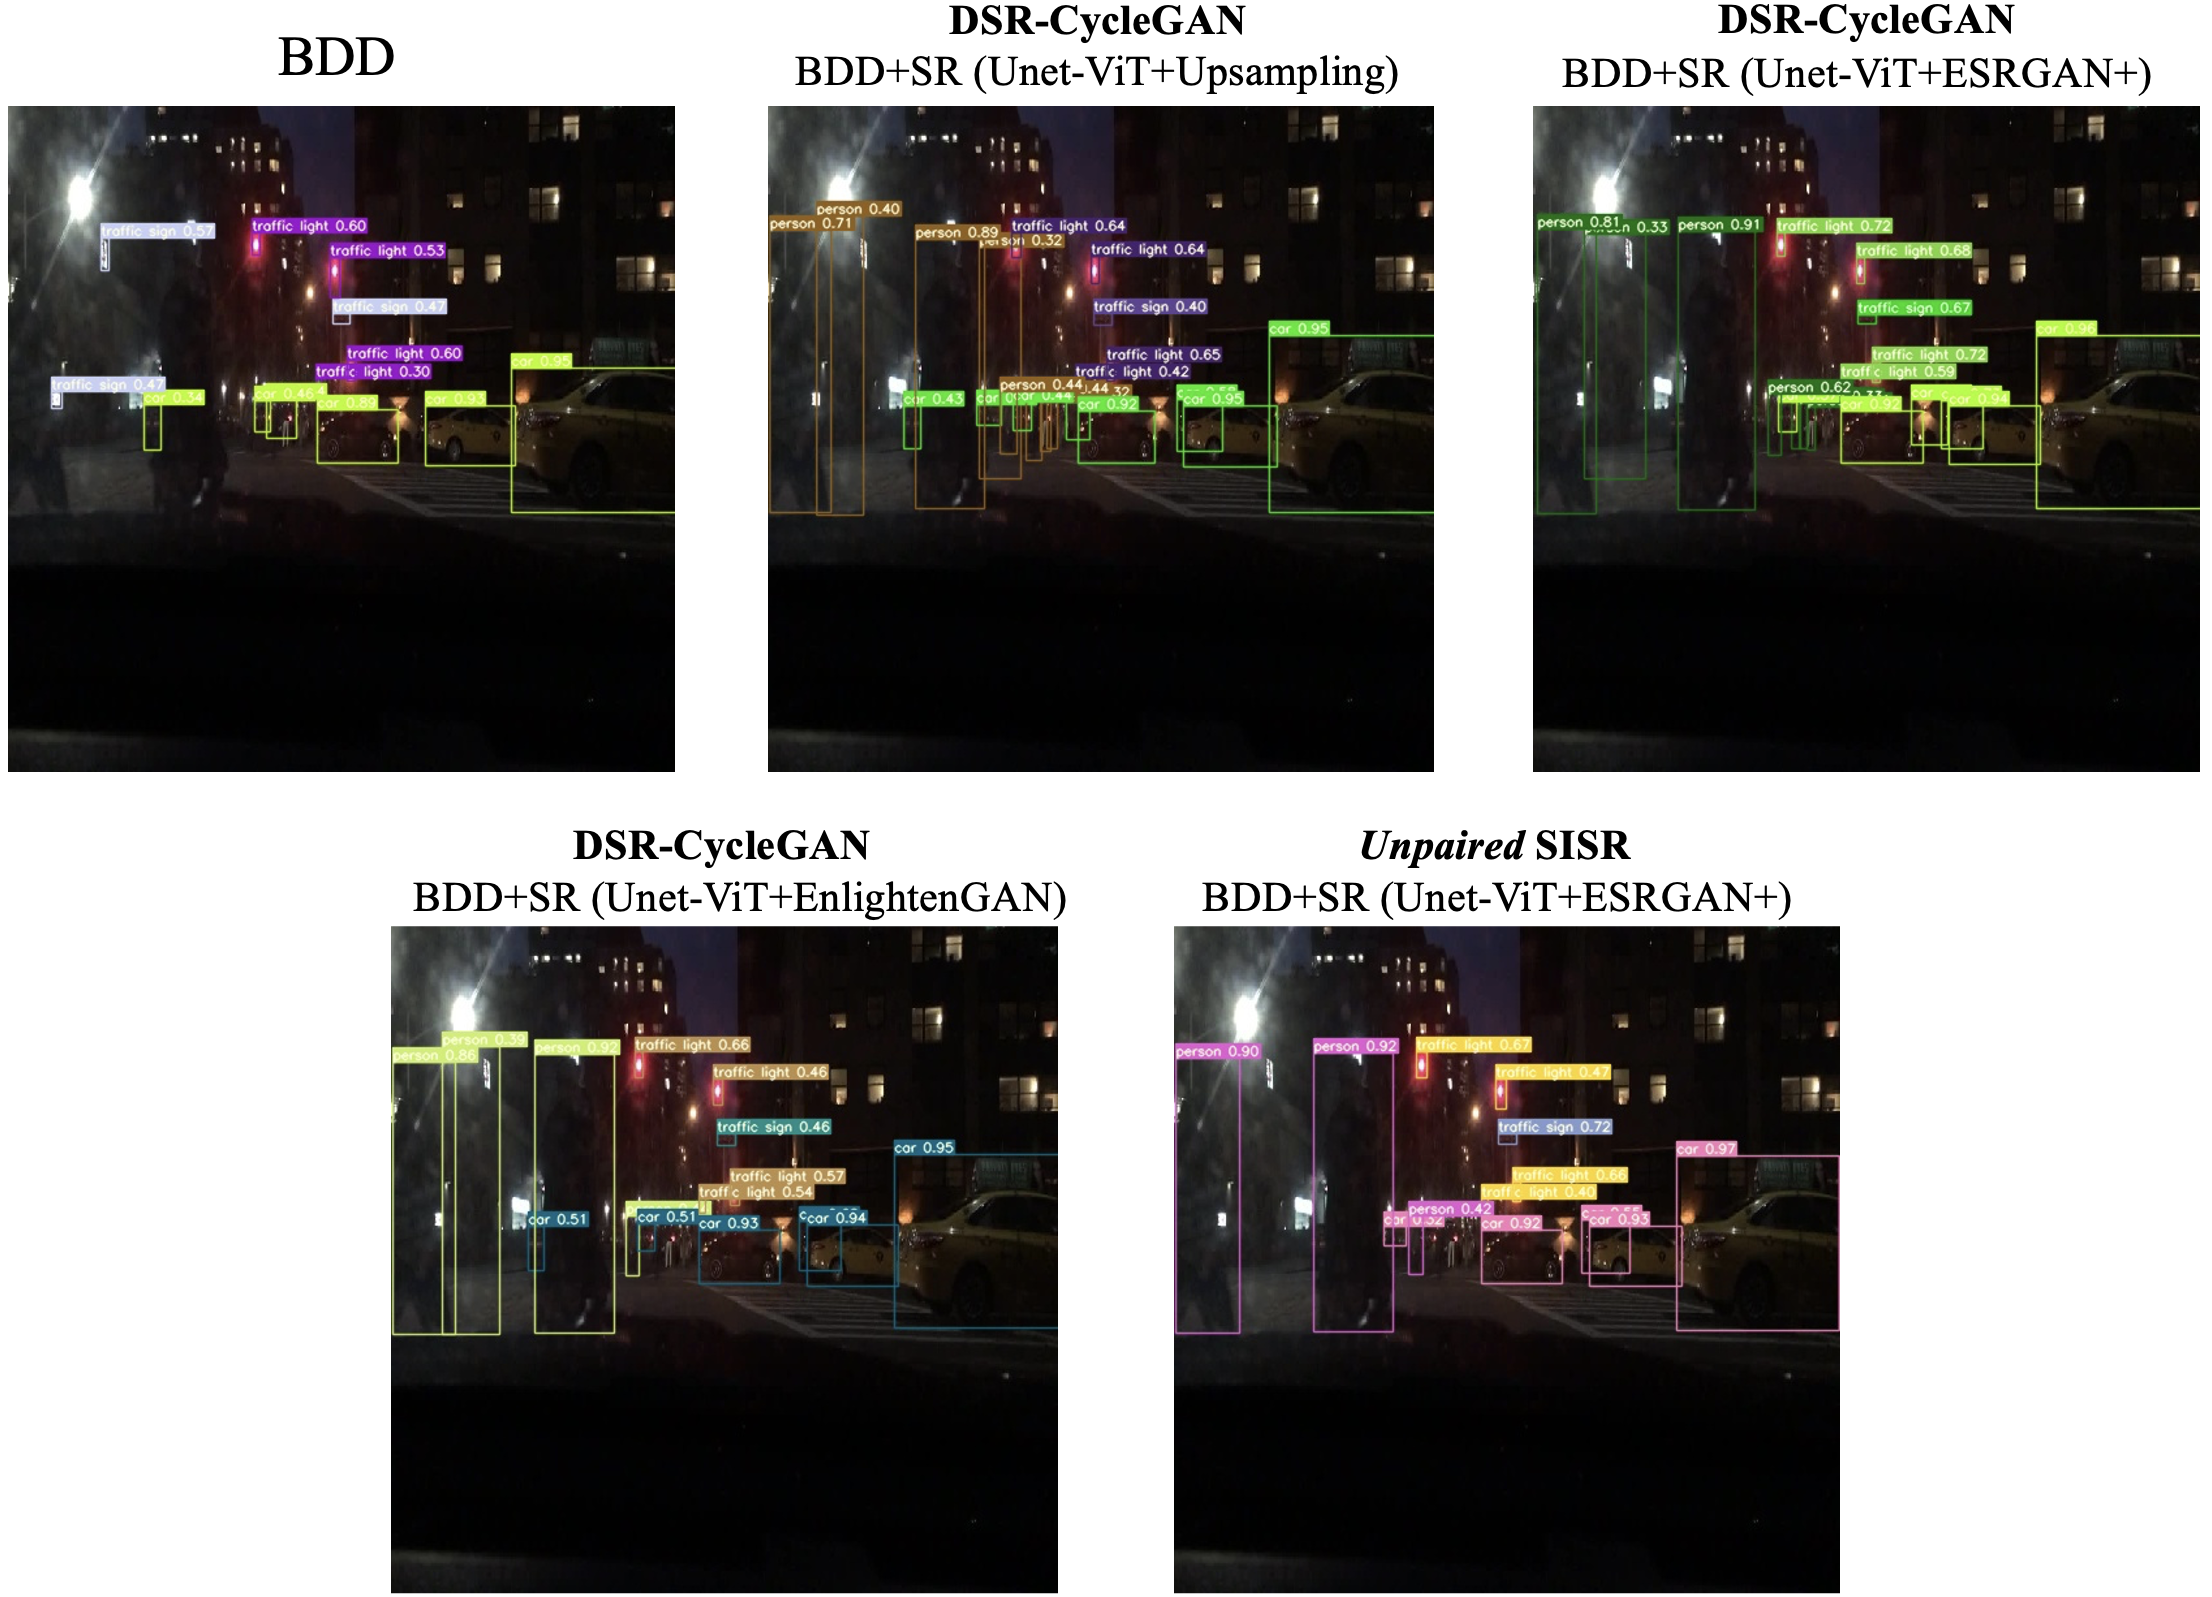 BDD
DSR-CycleGAN
BDD+SR (Unet-ViT+Upsampling)
DSR-CycleGAN
BDD+SR (Unet-ViT+ESRGAN+)
traffic sign 0.57
traffic light 0.60
traffic light 0.53
traffic sign 0.47
traffic light 0.60
traffic light 0.30
car 0.95
traffic sign 0.47
car 0.34
car 0.46
car 0.89
car 0.93
person 0.40
person 0.71
person 0.89
person 0.32
traffic light 0.64
traffic light 0.64
traffic sign 0.40
car 0.95
traffic light 0.65
traffic light 0.42
person 0.44
car 0.43
car
car 0.44
car 0.92
car 0.95
person 0.81
0.33
person 0.91
traffic light 0.72
traffic light 0.68
traffic sign 0.67
car 0.96
traffic light 0.72
traffic light 0.59
person 0.62
car 0.92
car
car 0.94
DSR-CycleGAN
BDD+SR (Unet-ViT+EnlightenGAN)
Unpaired SISR
BDD+SR (Unet-ViT+ESRGAN+)
person 0.39
person 0.86
person 0.92
traffic light 0.66
traffic light 0.46
traffic sign 0.46
car 0.95
traffic light 0.57
traffic light 0.54
car 0.51
car 0.51
car 0.93
car 0.94
person 0.90
person 0.92
traffic light 0.67
traffic light 0.47
traffic sign 0.72
car 0.97
traffic light 0.66
traffic light 0.40
person 0.42
car 0.52
car 0.92
car 0.93